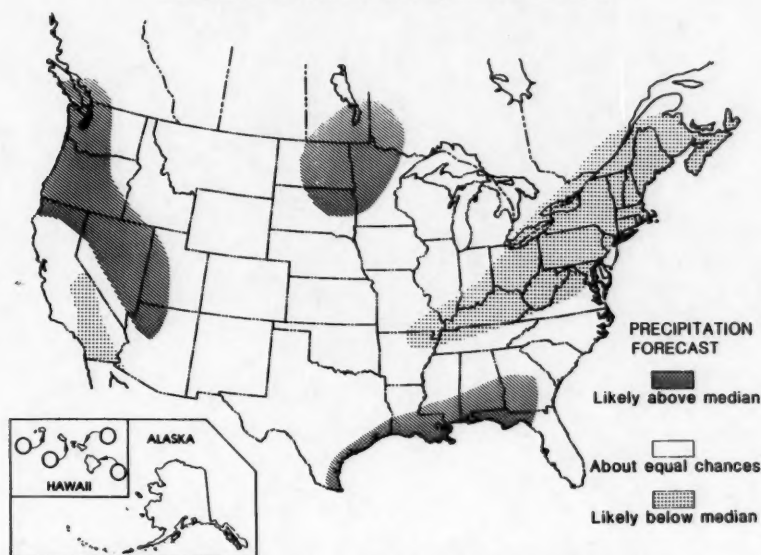 PRECIPITATION
FORECAST
Likely above median
About equal chances
Likely below median
ALASKA
HAWAII